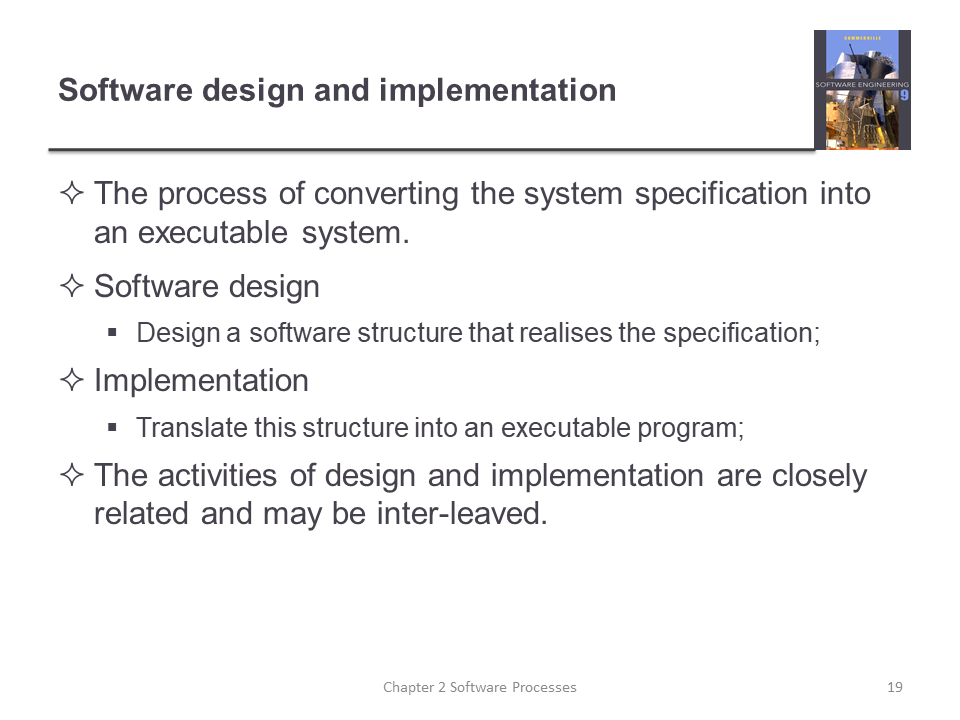 Software design and implementation
SOMMERVILLE
SOFTWARE ENGINEERING
9
✧ The process of converting the system specification into
an executable system.
✧ Software design
▪ Design a software structure that realises the specification;
✧ Implementation
▪ Translate this structure into an executable program;
✧ The activities of design and implementation are closely
related and may be inter-leaved.
Chapter 2 Software Processes
19